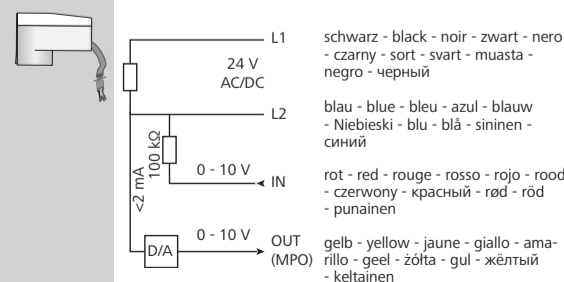 L1
24 V
AC/DC
L2
100 kΩ
<2 mA
0 - 10 V
IN
D/A
0 - 10 V
OUT
(MPO)
schwarz - black - noir - zwart - nero
- czarny - sort - svart - muasta -
negro - черный
blau - blue - bleu - azul - blauw
- Niebieski - blu - blå - sininen -
синий
rot - red - rouge - rosso - rojo - rood
- czerwony - красный - rød - röd
- punainen
gelb - yellow - jaune - giallo - ama-
rillo - geel - żółta - gul - жёлтый
- keltainen